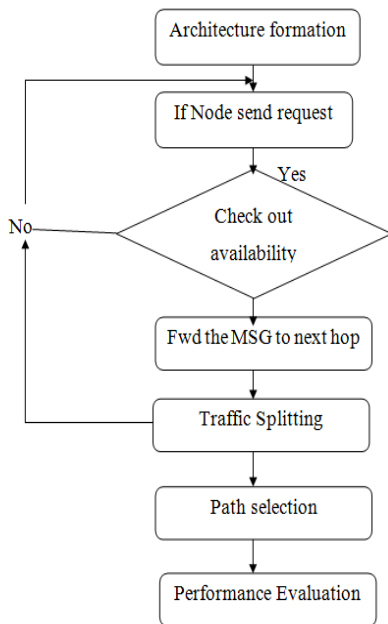 Architecture formation
If Node send request
Yes
Check out
availability
No
Fwd the MSG to next hop
Traffic Splitting
Path selection
Performance Evaluation